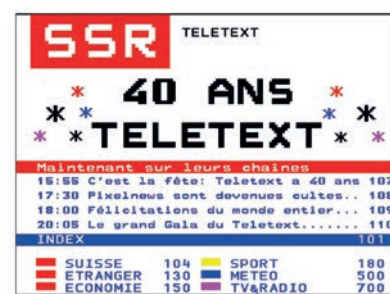 SSR TELETEXT
40 ANS
TELETEXT
Maintenant sur leurs chaînes
15:55 C'est la fête: Teletext a 40 ans 107
17:30 Pixelnews sont devenues cultes.. 108
18:00 Félicitations du monde entier... 109
20:05 Le grand Gala du Teletext....... 110
INDEX 101
SUISSE 104 SPORT 180
ETRANGER 130 METEO 500
ECONOMIE 150 TV&RADIO 700